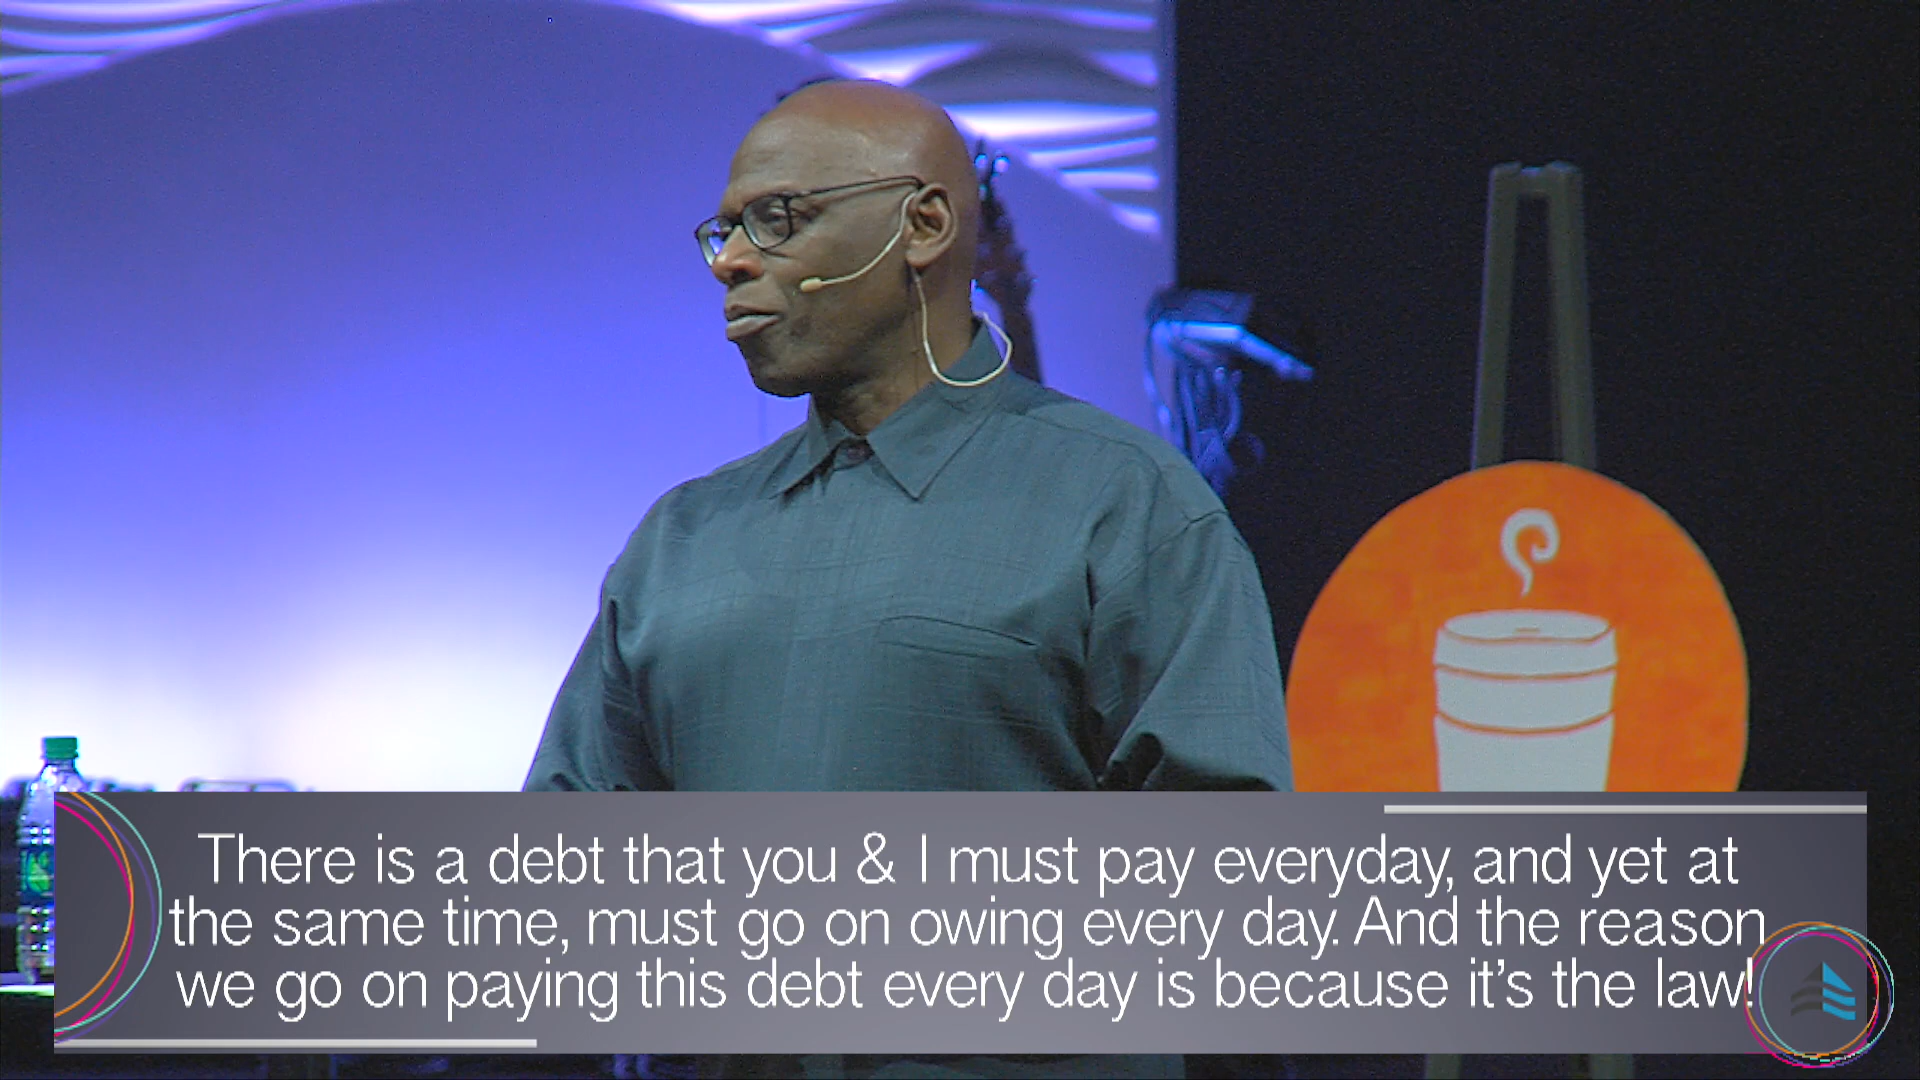 There is a debt that you & I must pay everyday, and yet at
the same time, must go on owing every day. And the reason
we go on paying this debt every day is because it's the law!